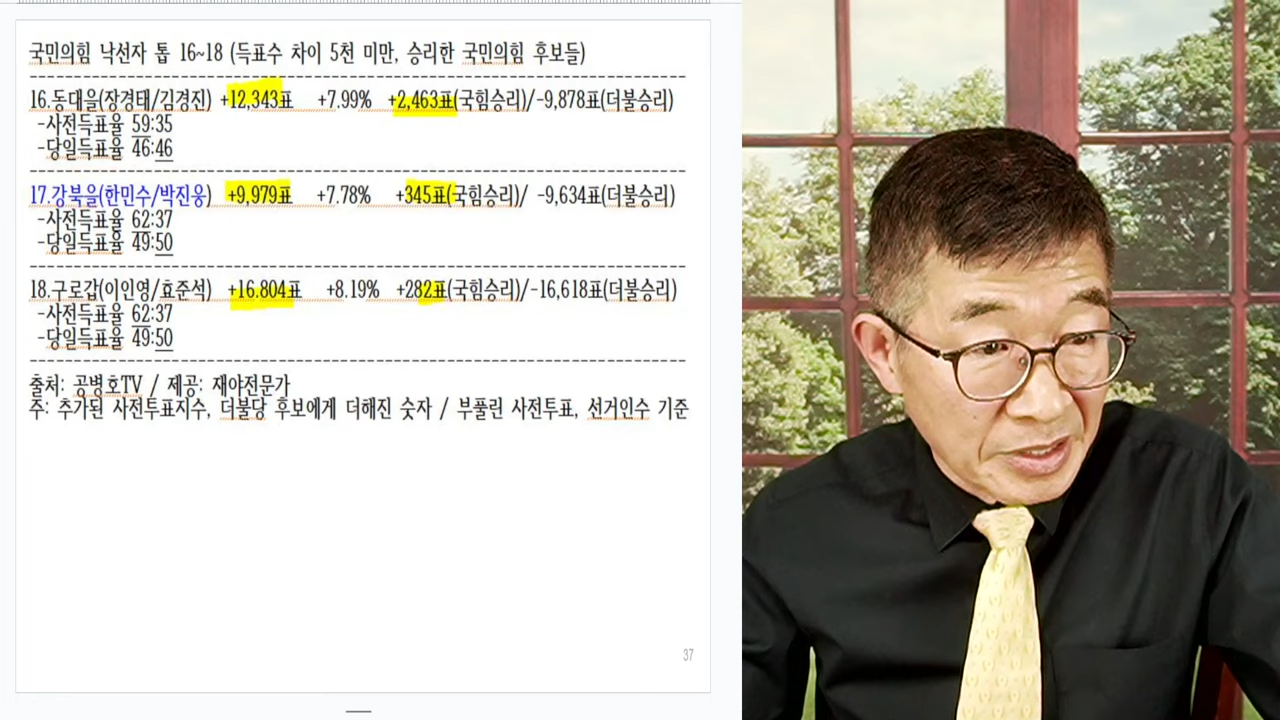 국민의힘 낙선자 톱 16~18 (득표수 차이 5천 미만, 승리한 국민의힘 후보들)
16.동대을(장경태/김경진) +12,343표 +7.99% +2,463표(국힘승리)/-9,878표(더불승리)
-사전득표율 59:35
-당일득표율 46:46
17.강북을(한민수/박진웅) +9,979표 +7.78% +345표(국힘승리)/ -9,634표(더불승리)
-사전득표율 62:37
-당일득표율 49:50
18.구로갑(이인영/호준석) +16.804표 +8.19% +282표(국힘승리)/-16,618표(더불승리)
-사전득표율 62:37
-당일득표율 49:50
출처: 공병호TV / 제공: 재야전문가
주: 추가된 사전투표지수, 더불당 후보에게 더해진 숫자 / 부풀린 사전투표, 선거인수 기준
37